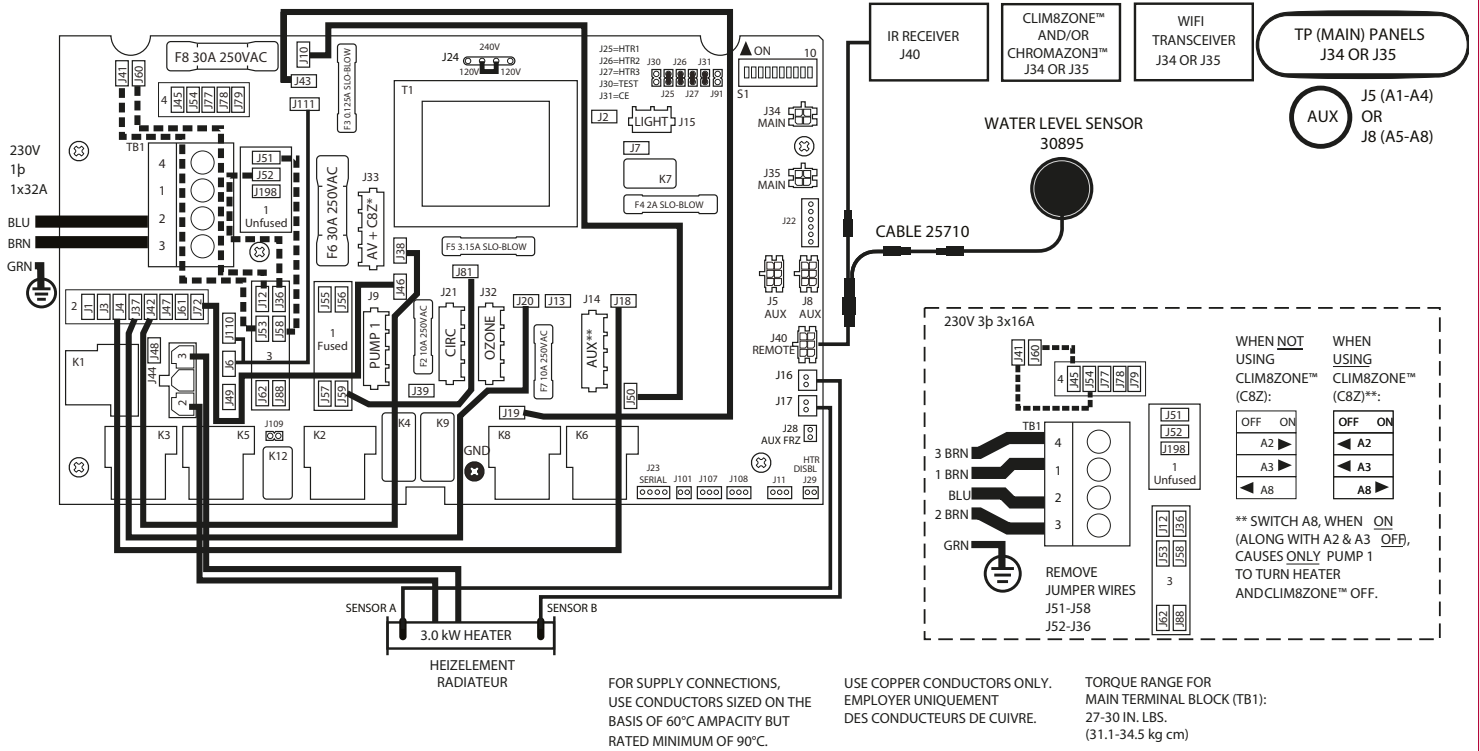 IR RECEIVER
J40
CLIM8ZONE™
AND/OR
CHROMAZONƎ™
J34 OR J35
WIFI
TRANSCEIVER
J34 OR J35
TP (MAIN) PANELS
J34 OR J35
AUX
J5 (A1-A4)
OR
J8 (A5-A8)
WATER LEVEL SENSOR
30895
CABLE 25710
J41
J60
F8 30A 250VAC
J10
J43
J111
F3 0.125A SLO-BLOW
J24
240V
120V
120V
J25=HTR1
J26=HTR2
J27=HTR3
J30=TEST
J31=CE
J30
J26
J31
J25
J27
J91
ON
10
S1
4
J45
J54
J77
J78
J79
T1
J2
LIGHT
J15
J34
MAIN
J7
K7
J35
MAIN
F4 2A SLO-BLOW
J22
230V
1þ
1x32A
BLU
BRN
GRN
TB1
4
1
2
3
J51
J52
J198
1
Unfused
F6 30A 250VAC
J33
AV + C8Z*
J38
F5 3.15A SLO-BLOW
J81
J46
J5
AUX
J8
AUX
J40
REMOTE
2
J1
J3
J4
J37
J42
J47
J61
J72
J12
J36
J53
J58
3
J62
J88
J110
J6
J49
J55
J56
1
Fused
J57
J59
J9
PUMP 1
F2 10A 250VAC
J21
CIRC
J32
OZONE
J20
J13
F7 10A 250VAC
J14
AUX**
J18
J50
J39
J19
J16
J17
J28
AUX FRZ
K1
J48
J44
3
2
K3
K5
J109
K12
K2
K4
K9
GND
K8
K6
J23
SERIAL
J101
J107
J108
J11
HTR
DISBL
J29
SENSOR A
SENSOR B
3.0 kW HEATER
HEIZELEMENT
RADIATEUR
230V 3þ 3x16A
J41
J60
4
J45
J54
J77
J78
J79
TB1
3 BRN
1 BRN
BLU
2 BRN
GRN
4
1
2
3
J51
J52
J198
1
Unfused
J12
J36
J53
J58
3
J62
J88
REMOVE
JUMPER WIRES
J51-J58
J52-J36
WHEN NOT
USING
CLIM8ZONE™
(C8Z):
OFF ON
A2 ▶
A3 ▶
◀ A8
WHEN
USING
CLIM8ZONE™
(C8Z)**:
OFF ON
◀ A2
◀ A3
A8 ▶
** SWITCH A8, WHEN ON
(ALONG WITH A2 & A3 OFF),
CAUSES ONLY PUMP 1
TO TURN HEATER
ANDCLIM8ZONE™ OFF.
FOR SUPPLY CONNECTIONS,
USE CONDUCTORS SIZED ON THE
BASIS OF 60°C AMPACITY BUT
RATED MINIMUM OF 90°C.
USE COPPER CONDUCTORS ONLY.
EMPLOYER UNIQUEMENT
DES CONDUCTEURS DE CUIVRE.
TORQUE RANGE FOR
MAIN TERMINAL BLOCK (TB1):
27-30 IN. LBS.
(31.1-34.5 kg cm)